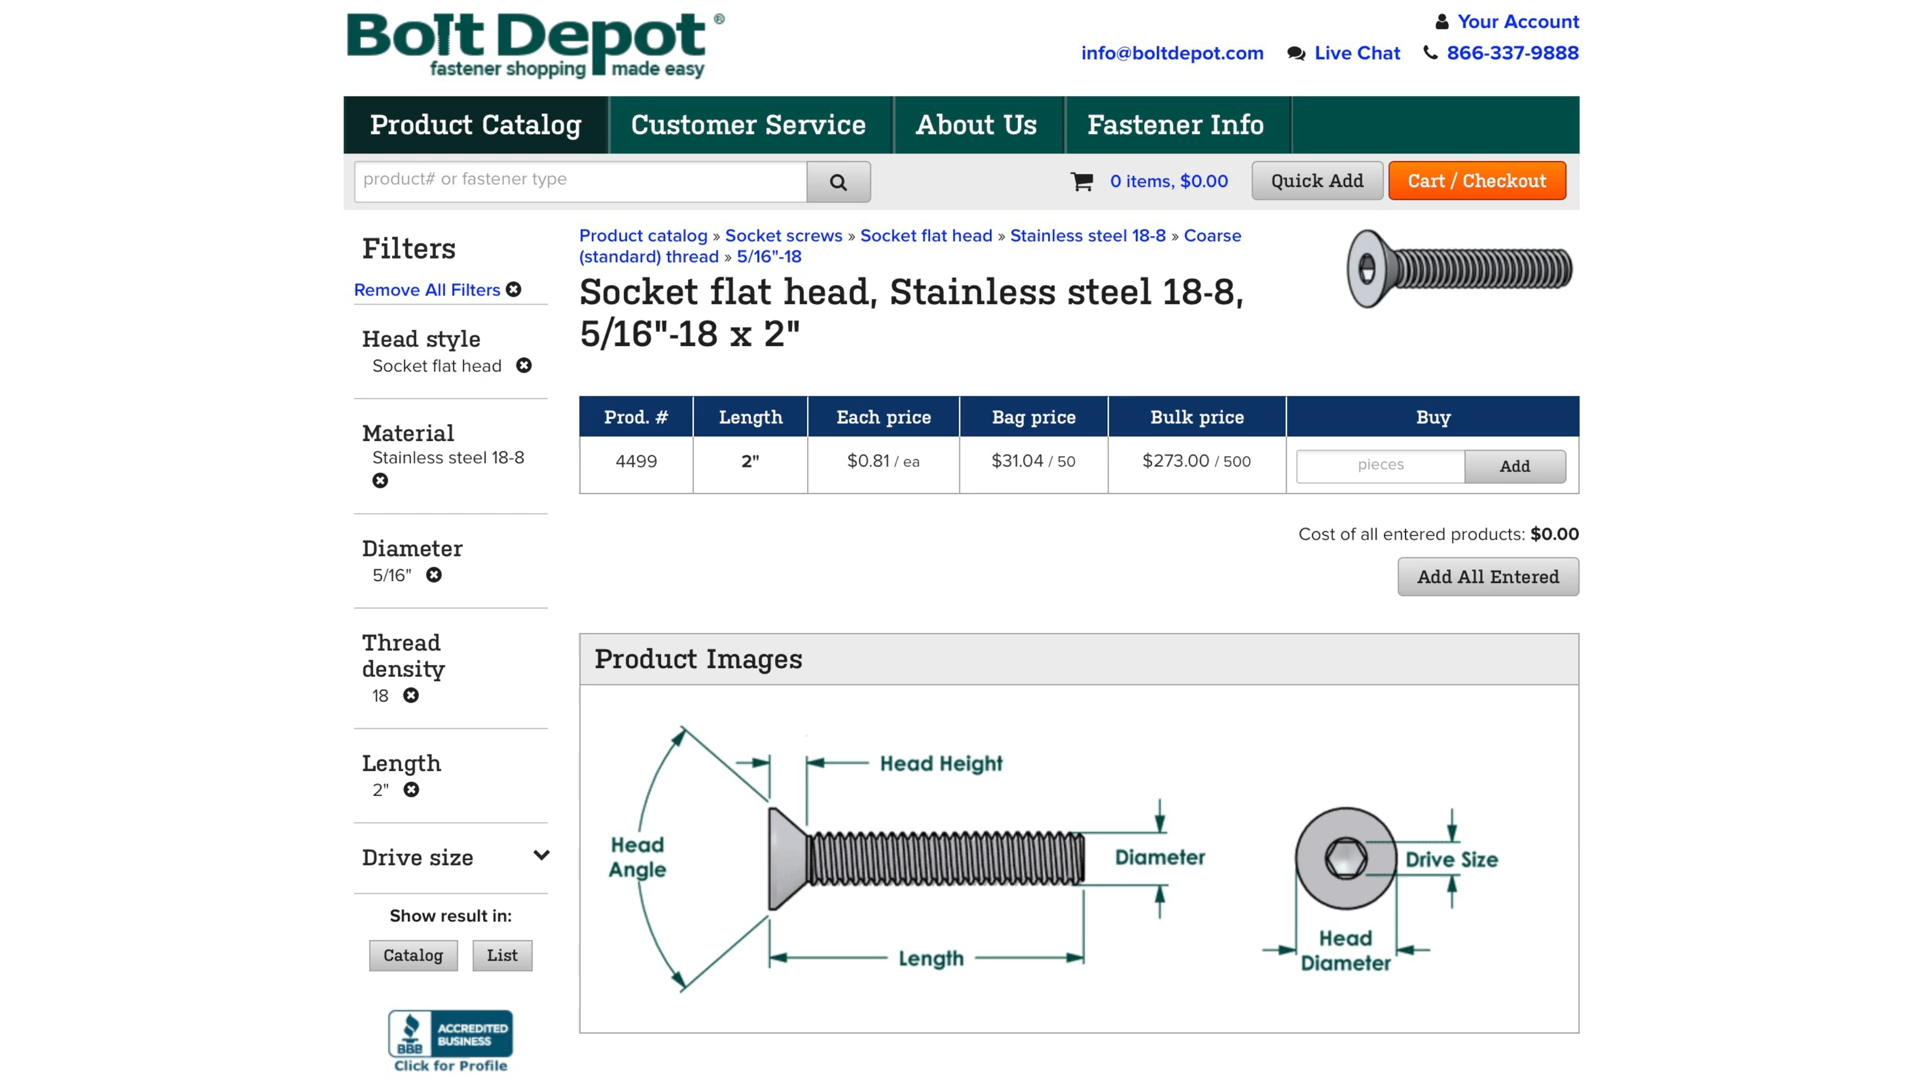 Bolt Depot ®
fastener shopping made easy
Your Account
info@boltdepot.com Live Chat 866-337-9888
Product Catalog Customer Service About Us Fastener Info
product# or fastener type
0 items, $0.00 Quick Add Cart / Checkout
Filters
Remove All Filters
Head style
Socket flat head
Material
Stainless steel 18-8
Diameter
5/16"
Thread
density
18
Length
2"
Drive size
Show result in:
Catalog List
ACCREDITED
BUSINESS
BBB
Click for Profile
Product catalog » Socket screws » Socket flat head » Stainless steel 18-8 » Coarse
(standard) thread » 5/16"-18
Socket flat head, Stainless steel 18-8,
5/16"-18 x 2"
Prod. # Length Each price Bag price Bulk price Buy
4499 2" $0.81 / ea $31.04 / 50 $273.00 / 500 pieces Add
Cost of all entered products: $0.00
Add All Entered
Product Images
Head Height
Head
Angle
Diameter
Length
Drive Size
Head
Diameter